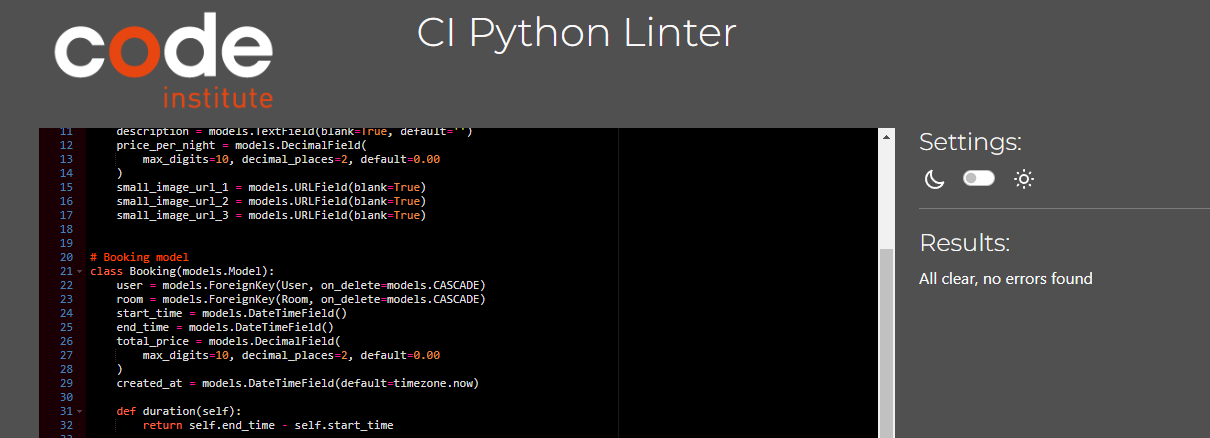 code
institute
CI Python Linter
11 description = models.TextField(blank=True, default='')
12 price_per_night = models.DecimalField(
13 max_digits=10, decimal_places=2, default=0.00
14 )
15 small_image_url_1 = models.URLField(blank=True)
16 small_image_url_2 = models.URLField(blank=True)
17 small_image_url_3 = models.URLField(blank=True)
18
19
20 # Booking model
21 class Booking(models.Model):
22 user = models.ForeignKey(User, on_delete=models.CASCADE)
23 room = models.ForeignKey(Room, on_delete=models.CASCADE)
24 start_time = models.DateTimeField()
25 end_time = models.DateTimeField()
26 total_price = models.DecimalField(
27 max_digits=10, decimal_places=2, default=0.00
28 )
29 created_at = models.DateTimeField(default=timezone.now)
30
31 def duration(self):
32 return self.end_time - self.start_time
Settings:
Results:
All clear, no errors found